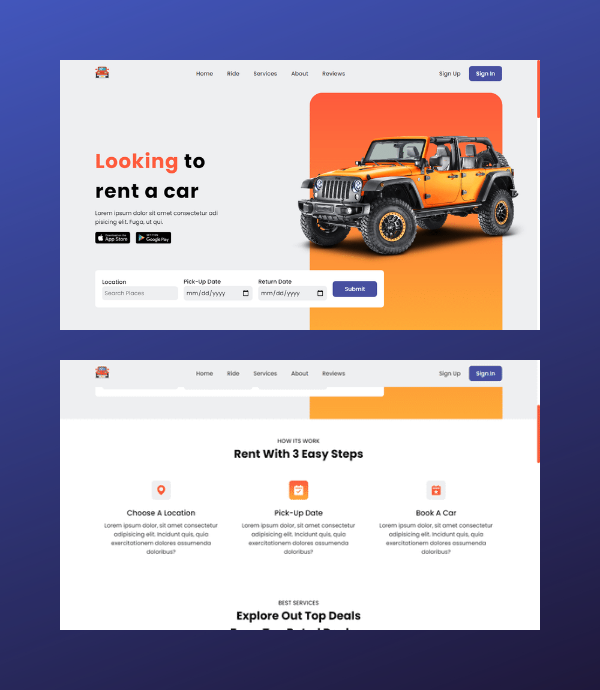 Home Ride Services About Reviews Sign Up Sign In
Looking to
rent a car
Lorem ipsum dolor sit amet consectetur adi
pisicing elit. Fuga, ut qui.
App Store
Google Play
Location Pick-Up Date Return Date
Search Places mm/dd/yyyy mm/dd/yyyy Submit
Home Ride Services About Reviews Sign Up Sign In
HOW ITS WORK
Rent With 3 Easy Steps
Choose A Location
Lorem ipsum dolor, sit amet consectetur
adipisicing elit. Incidunt quis, quia
exercitationem dolores assumenda
doloribus?
Pick-Up Date
Lorem ipsum dolor, sit amet consectetur
adipisicing elit. Incidunt quis, quia
exercitationem dolores assumenda
doloribus?
Book A Car
Lorem ipsum dolor, sit amet consectetur
adipisicing elit. Incidunt quis, quia
exercitationem dolores assumenda
doloribus?
BEST SERVICES
Explore Out Top Deals